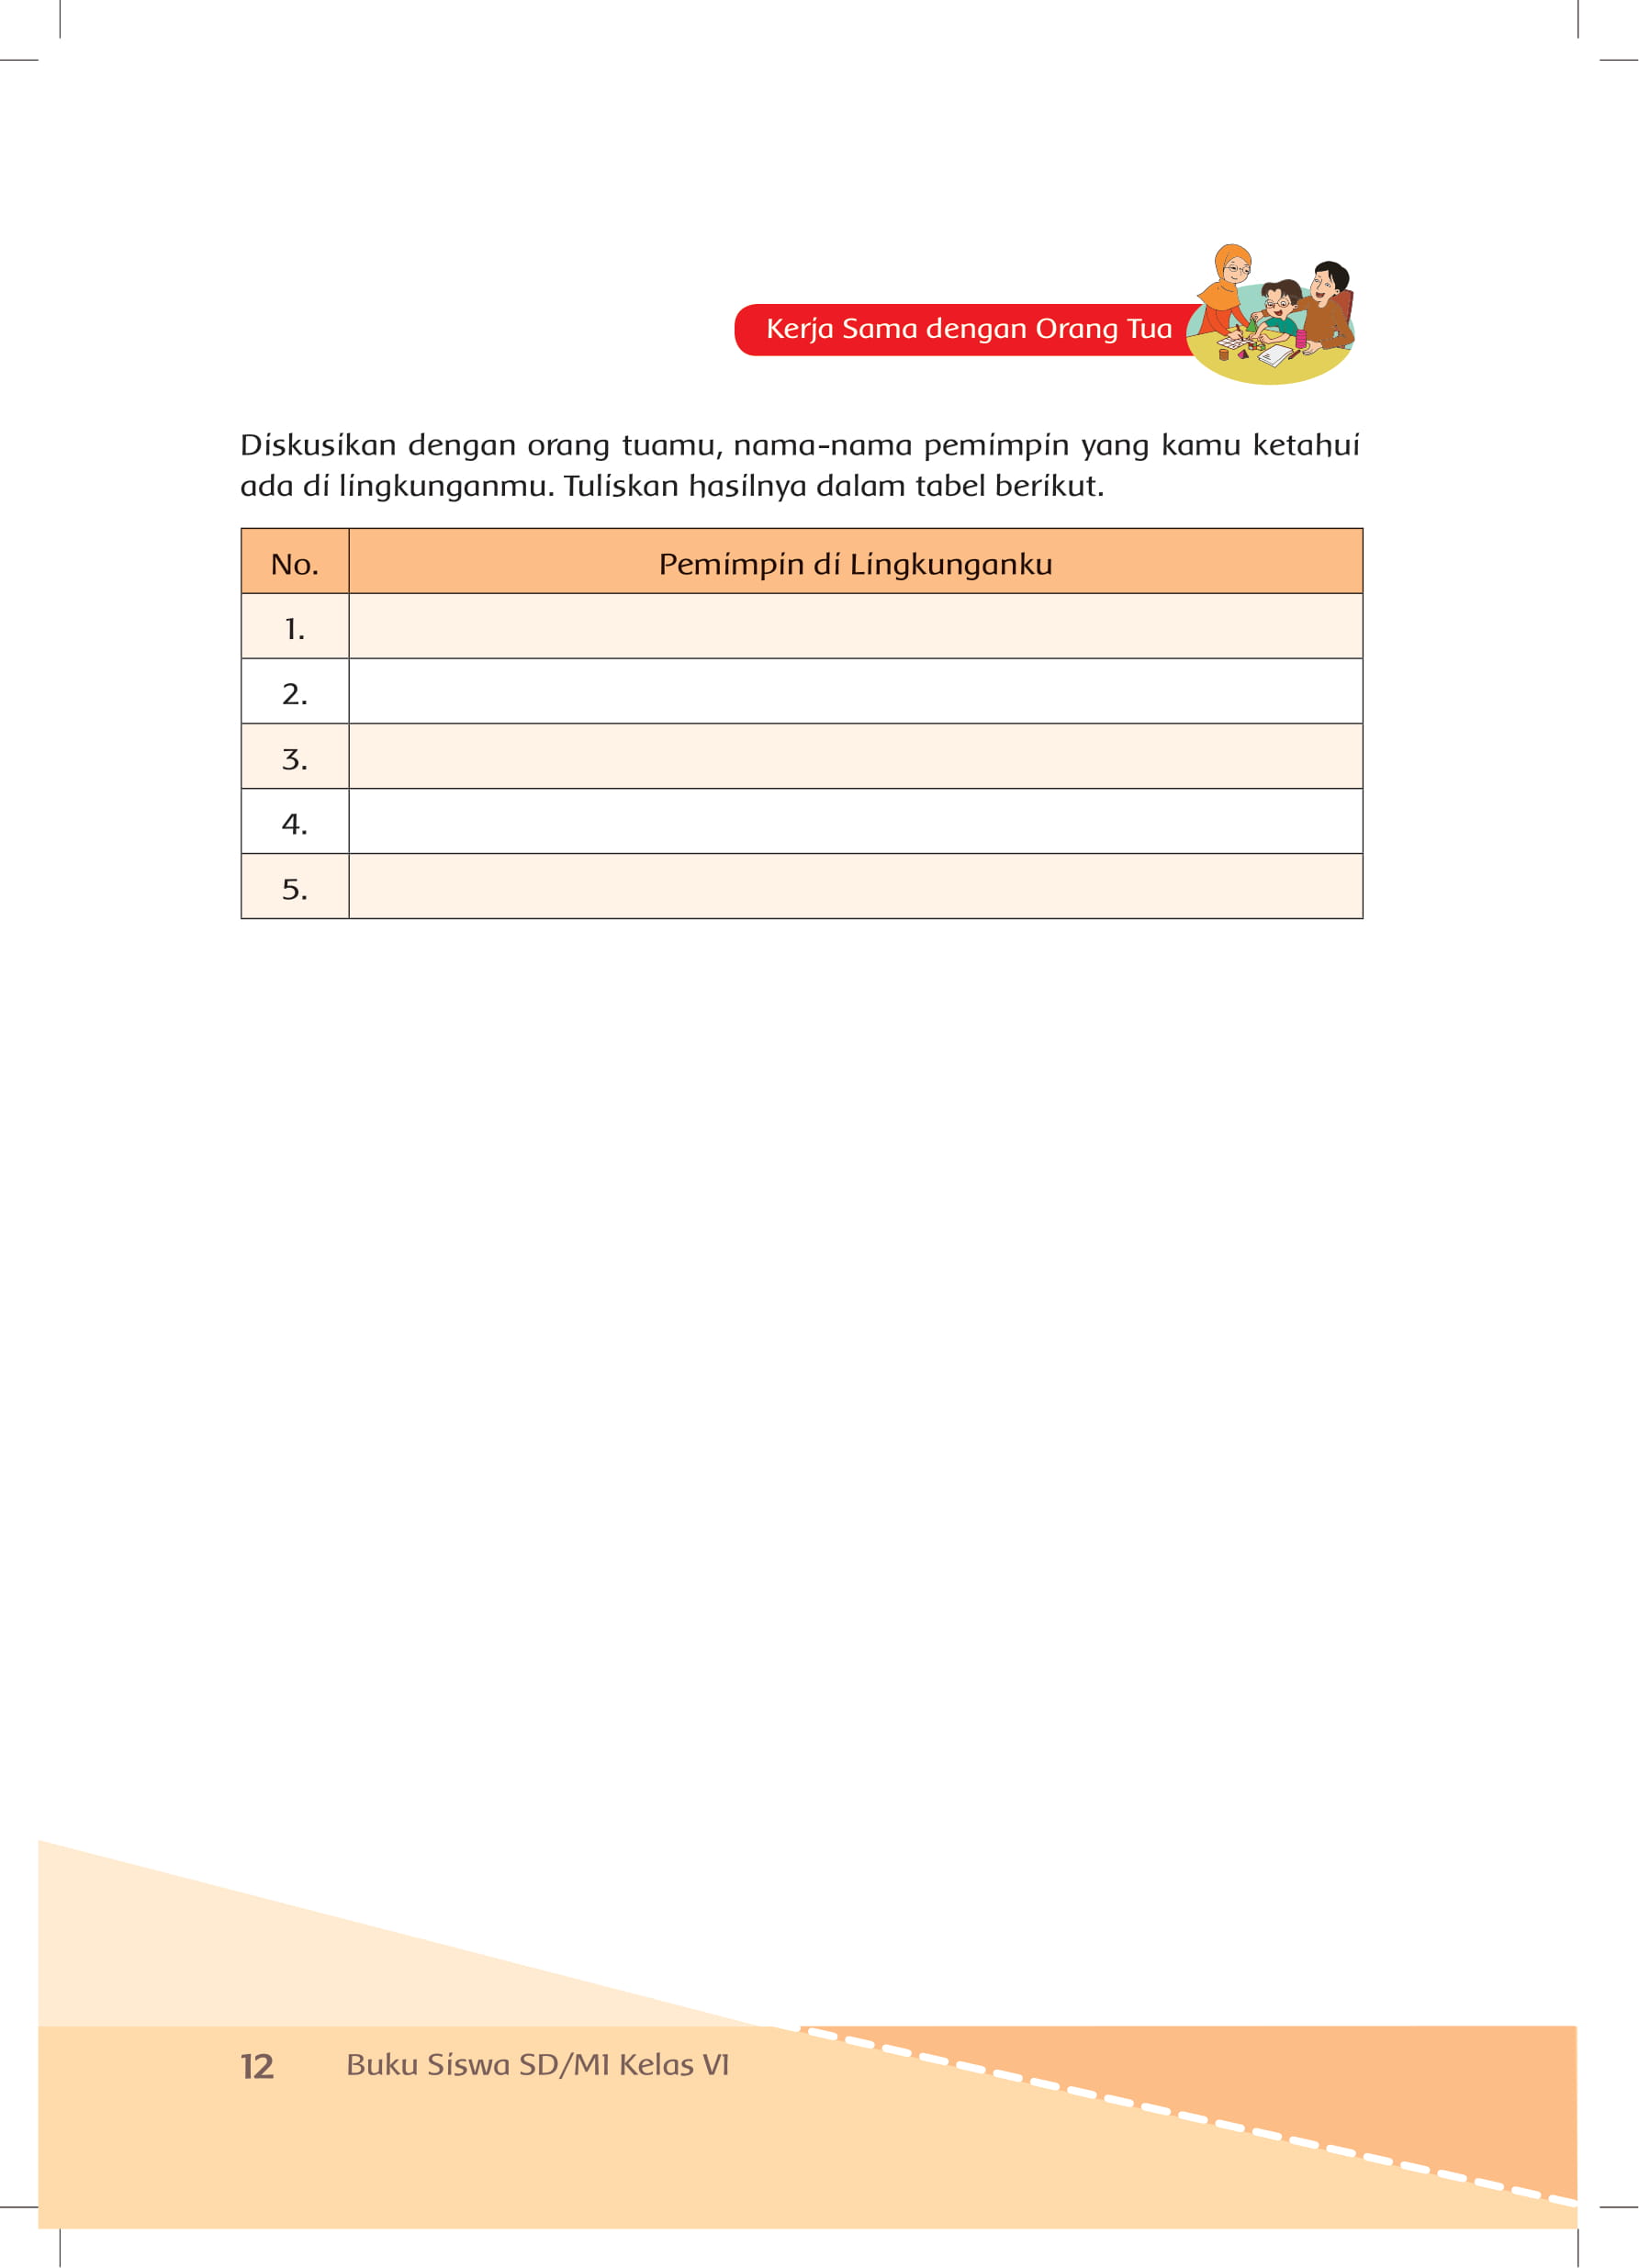 Kerja Sama dengan Orang Tua
Diskusikan dengan orang tuamu, nama-nama pemimpin yang kamu ketahui
ada di lingkunganmu. Tuliskan hasilnya dalam tabel berikut.
No. Pemimpin di Lingkunganku
1.
2.
3.
4.
5.
12 Buku Siswa SD/MI Kelas VI